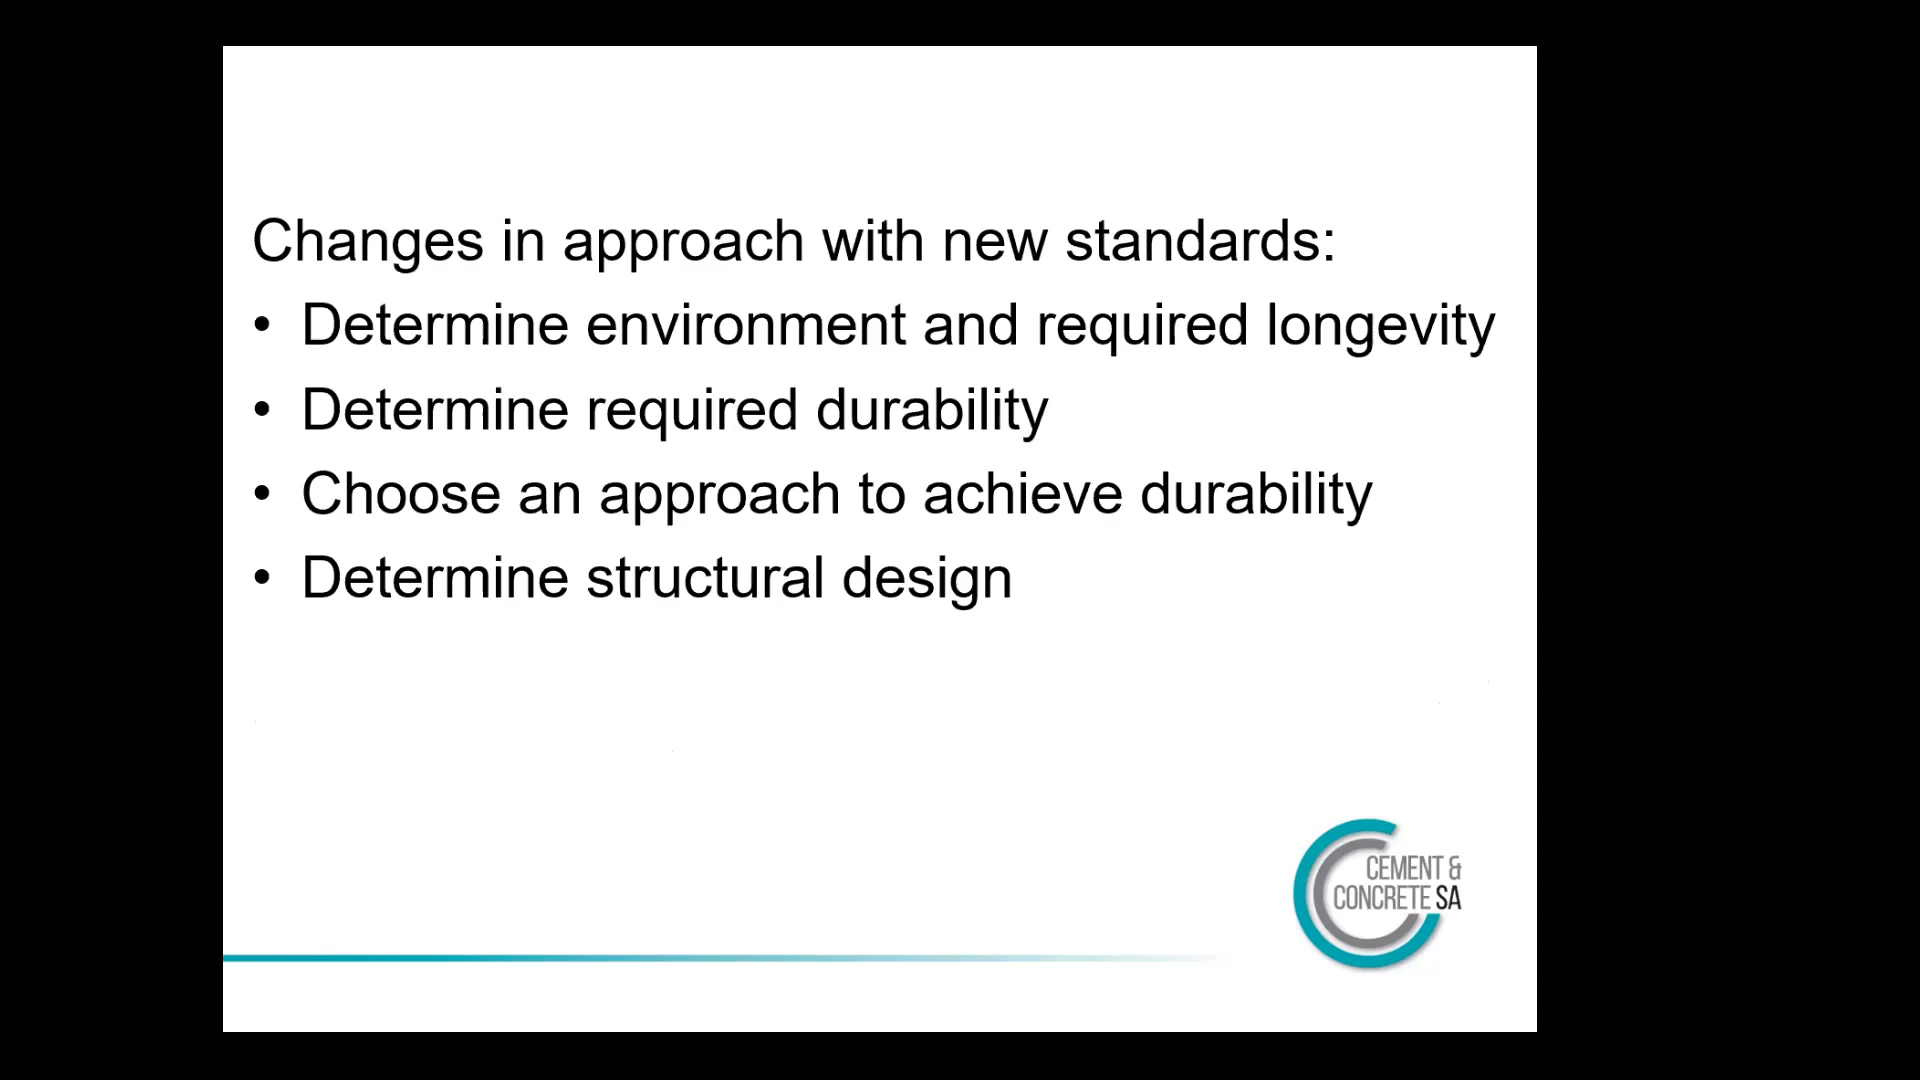 Changes in approach with new standards:
• Determine environment and required longevity
• Determine required durability
• Choose an approach to achieve durability
• Determine structural design
CEMENT &
CONCRETE SA